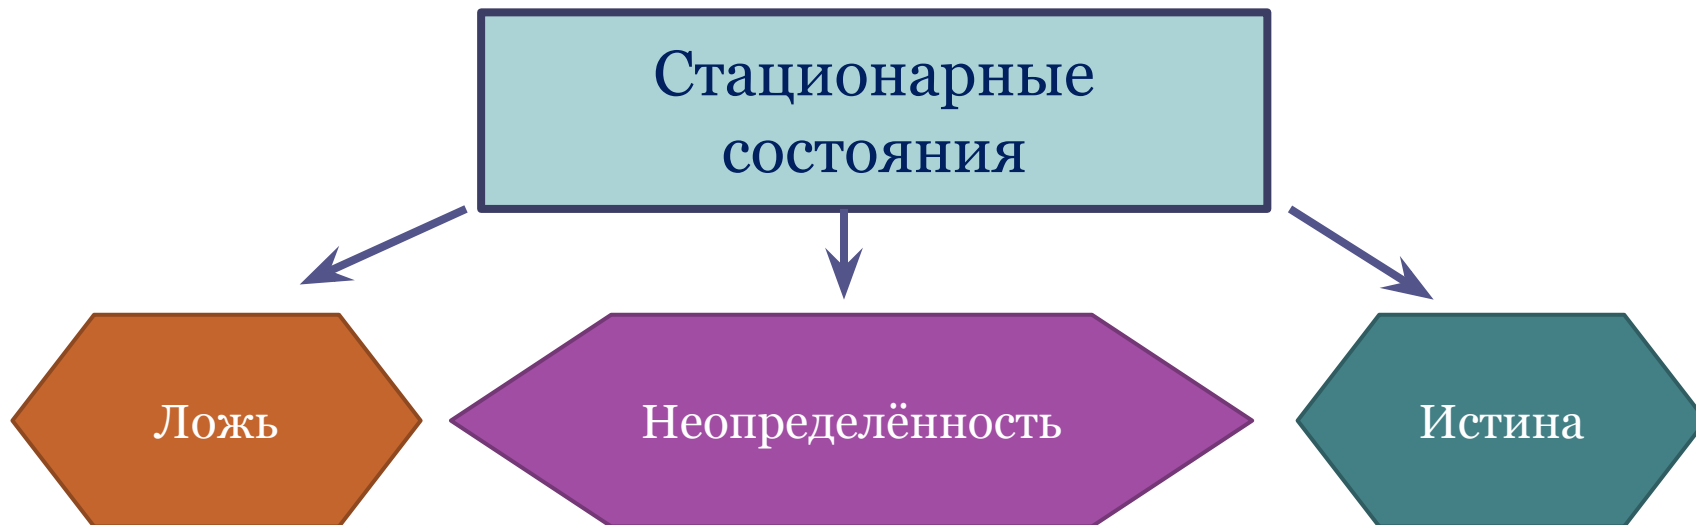 Стационарные
состояния
Ложь
Неопределённость
Истина